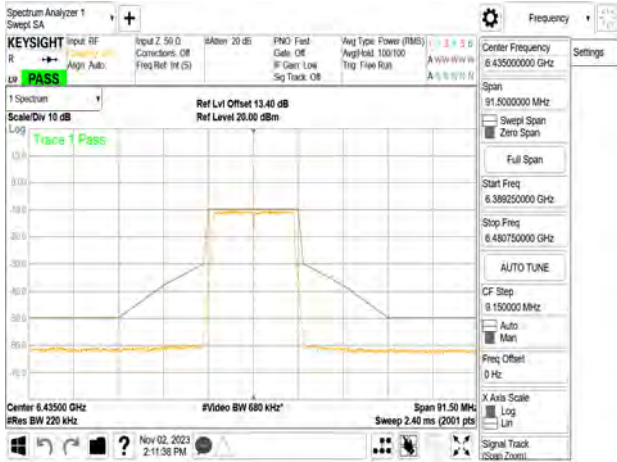 Spectrum Analyzer 1
Swept SA
+
Frequency
KEYSIGHT
Input: RF
Align: Auto
Input Z: 50 Ω
Corrections: Off
Freq Ref: Int (S)
#Atten: 20 dB
PNO: Fast
Gate: Off
IF Gain: Low
Sig Track: Off
Avg Type: Power (RMS)
Avg|Hold: 100/100
Trig: Free Run
PASS
1 Spectrum
Scale/Div 10 dB
Log
Ref Lvl Offset 13.40 dB
Ref Level 20.00 dBm
Trace 1 Pass
Center 6.43500 GHz
#Res BW 220 kHz
#Video BW 680 kHz*
Span 91.50 MHz
Sweep 2.40 ms (2001 pts
Nov 02, 2023
2:11:38 PM
Center Frequency
6.435000000 GHz
Settings
Span
91.5000000 MHz
Swept Span
Zero Span
Full Span
Start Freq
6.389250000 GHz
Stop Freq
6.480750000 GHz
AUTO TUNE
CF Step
9.150000 MHz
Auto
Man
Freq Offset
0 Hz
X Axis Scale
Log
Lin
Signal Track
(Span Zoom)